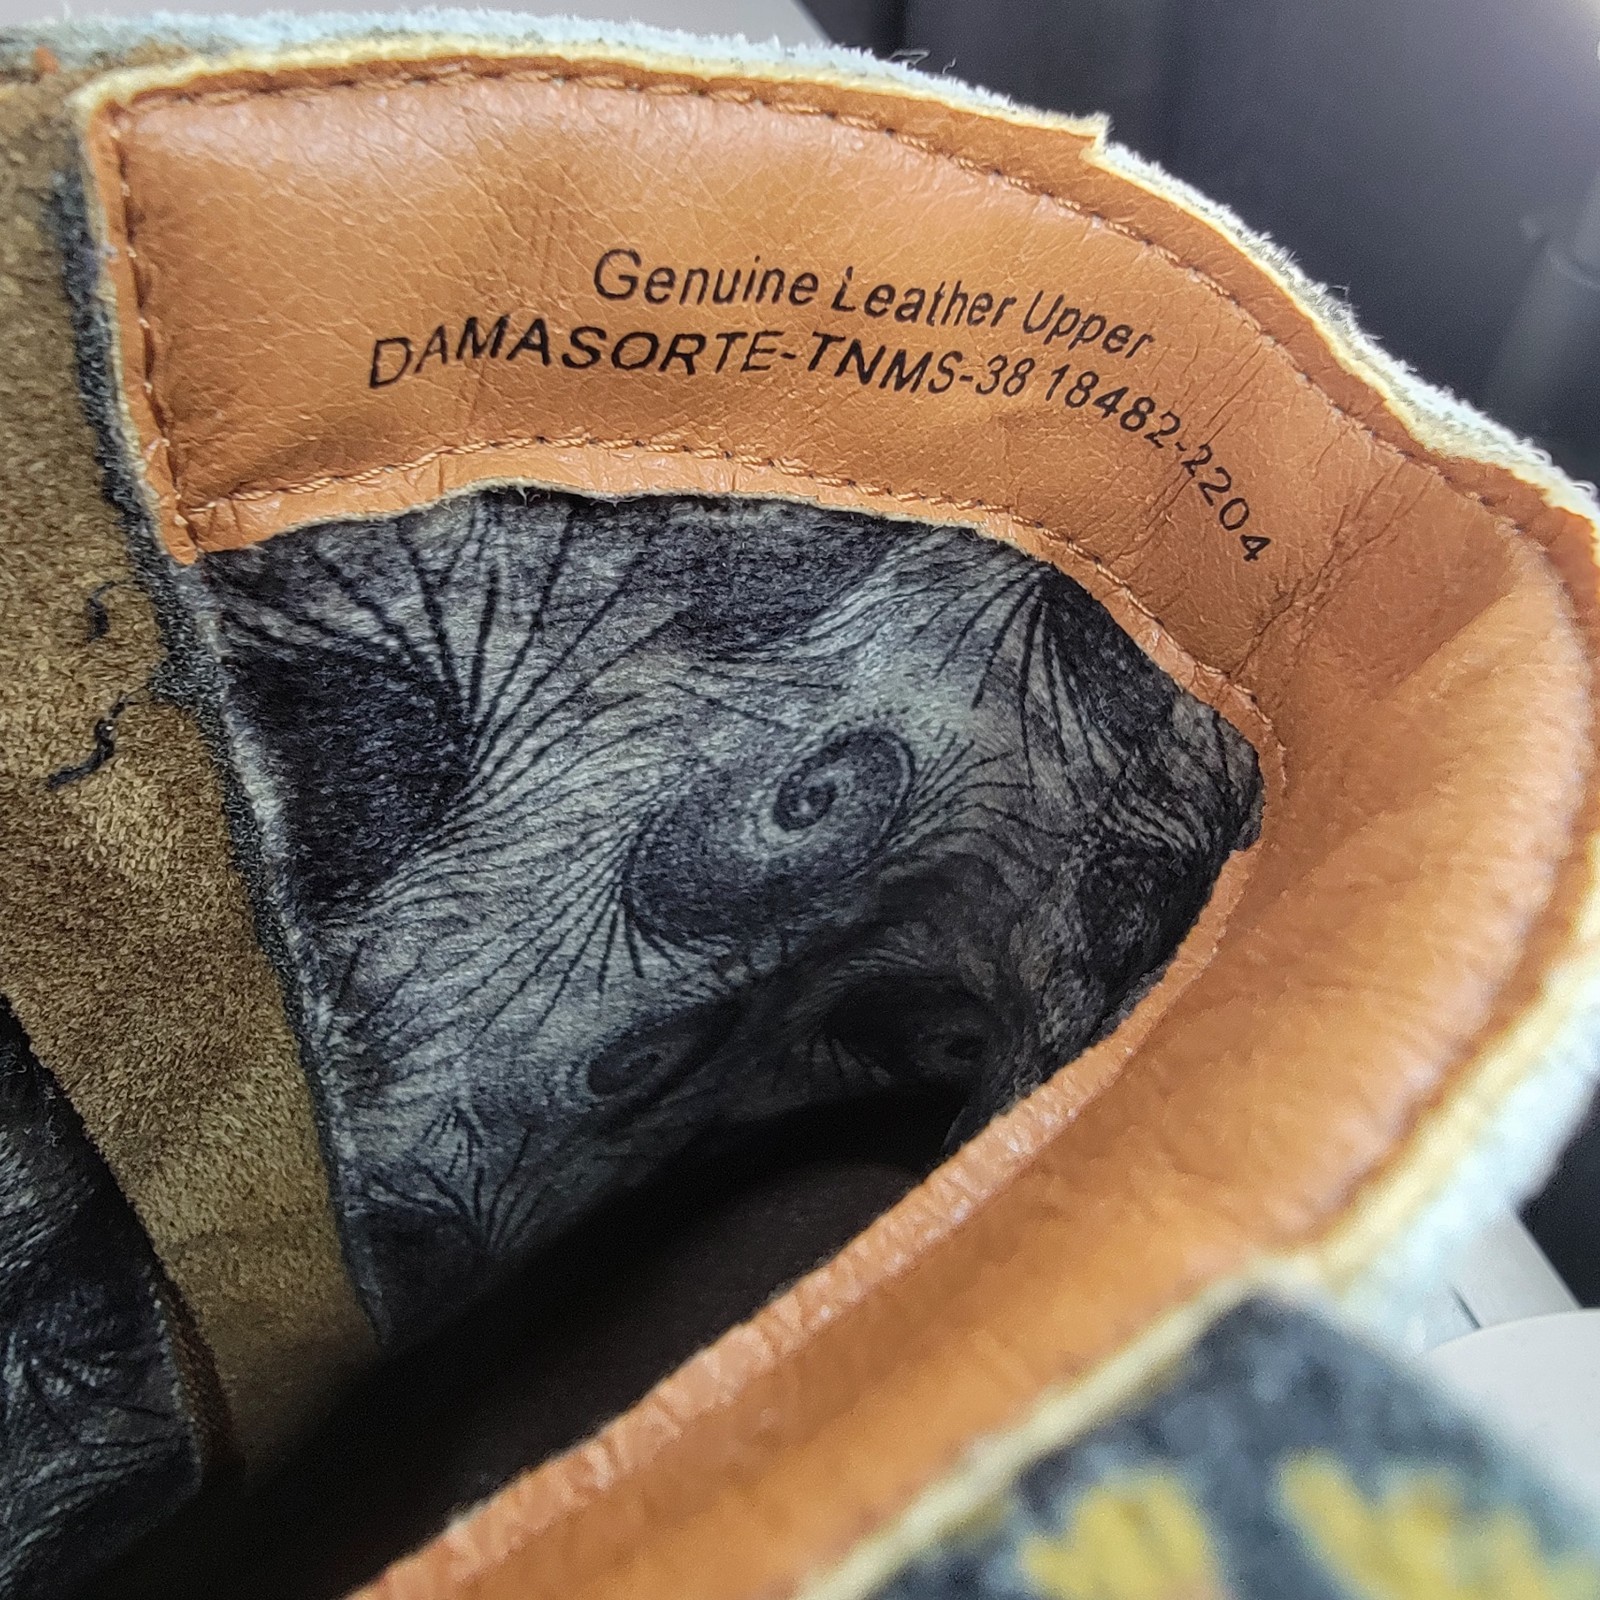 Genuine Leather Upper
DAMASORTE-TNMS-38 18482-2204